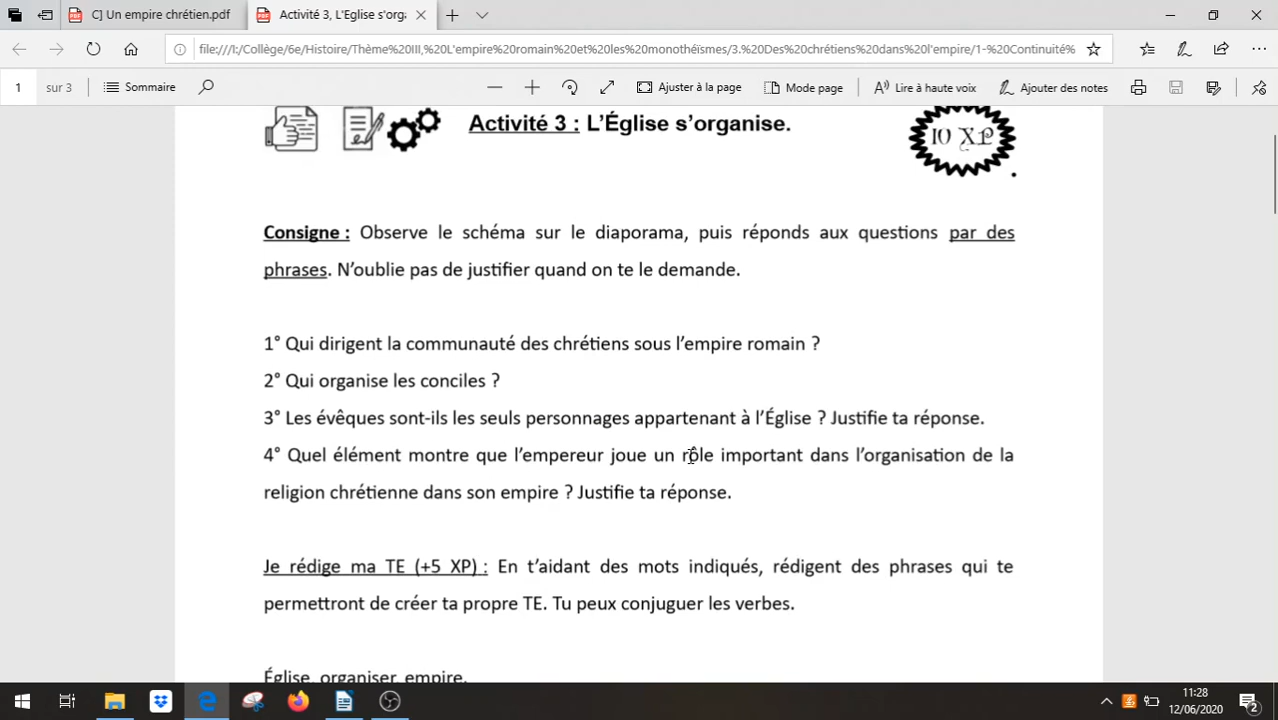 C] Un empire chrétien.pdf
Activité 3, L'Eglise s'orga
file:///I:/Collège/6e/Histoire/Thème%20III,%20L'empire%20romain%20et%20les%20monothéismes/3.%20Des%20chrétiens%20dans%20l'empire/1-%20Continuité%
1 sur 3 Sommaire Ajuster à la page Mode page Lire à haute voix Ajouter des notes
Activité 3 : L'Église s'organise.
10 XP
.
Consigne : Observe le schéma sur le diaporama, puis réponds aux questions par des
phrases. N'oublie pas de justifier quand on te le demande.
1° Qui dirigent la communauté des chrétiens sous l'empire romain ?
2° Qui organise les conciles ?
3° Les évêques sont-ils les seuls personnages appartenant à l'Église ? Justifie ta réponse.
4° Quel élément montre que l'empereur joue un rôle important dans l'organisation de la
religion chrétienne dans son empire ? Justifie ta réponse.
Je rédige ma TE (+5 XP) : En t'aidant des mots indiqués, rédigent des phrases qui te
permettront de créer ta propre TE. Tu peux conjuguer les verbes.
Église, organiser, empire.
11:28
12/06/2020
2